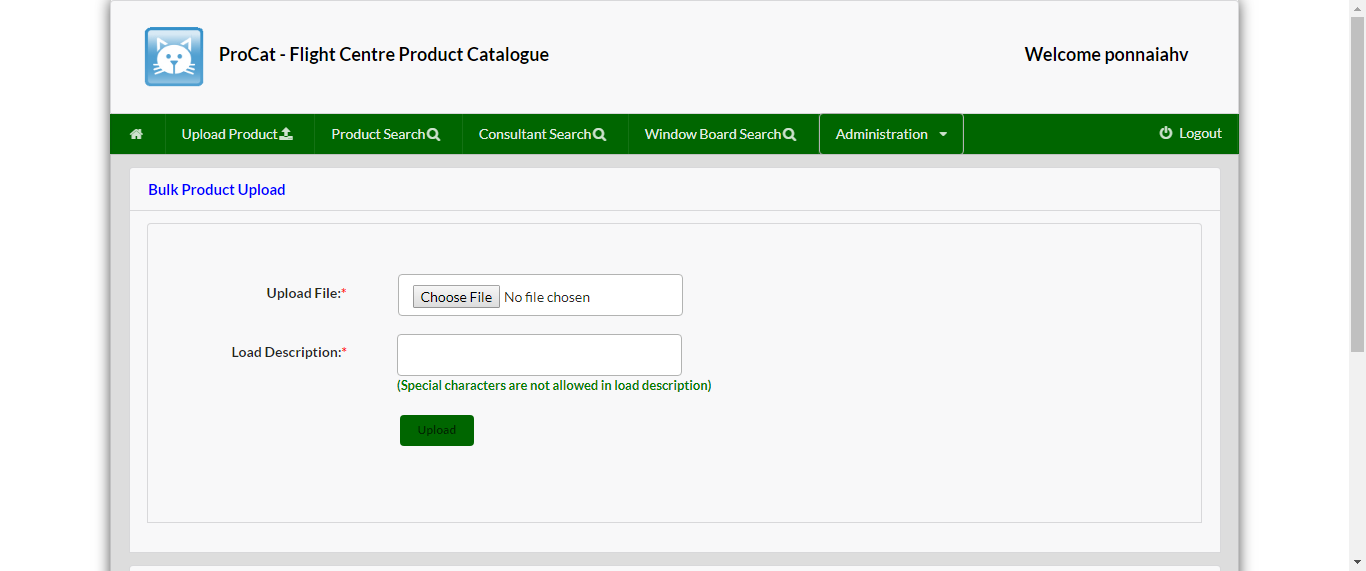 ProCat - Flight Centre Product Catalogue
Welcome ponnaiahv
Upload Product
Product Search
Consultant Search
Window Board Search
Administration
Logout
Bulk Product Upload
Upload File:*
Choose File No file chosen
Load Description:*
(Special characters are not allowed in load description)
Upload